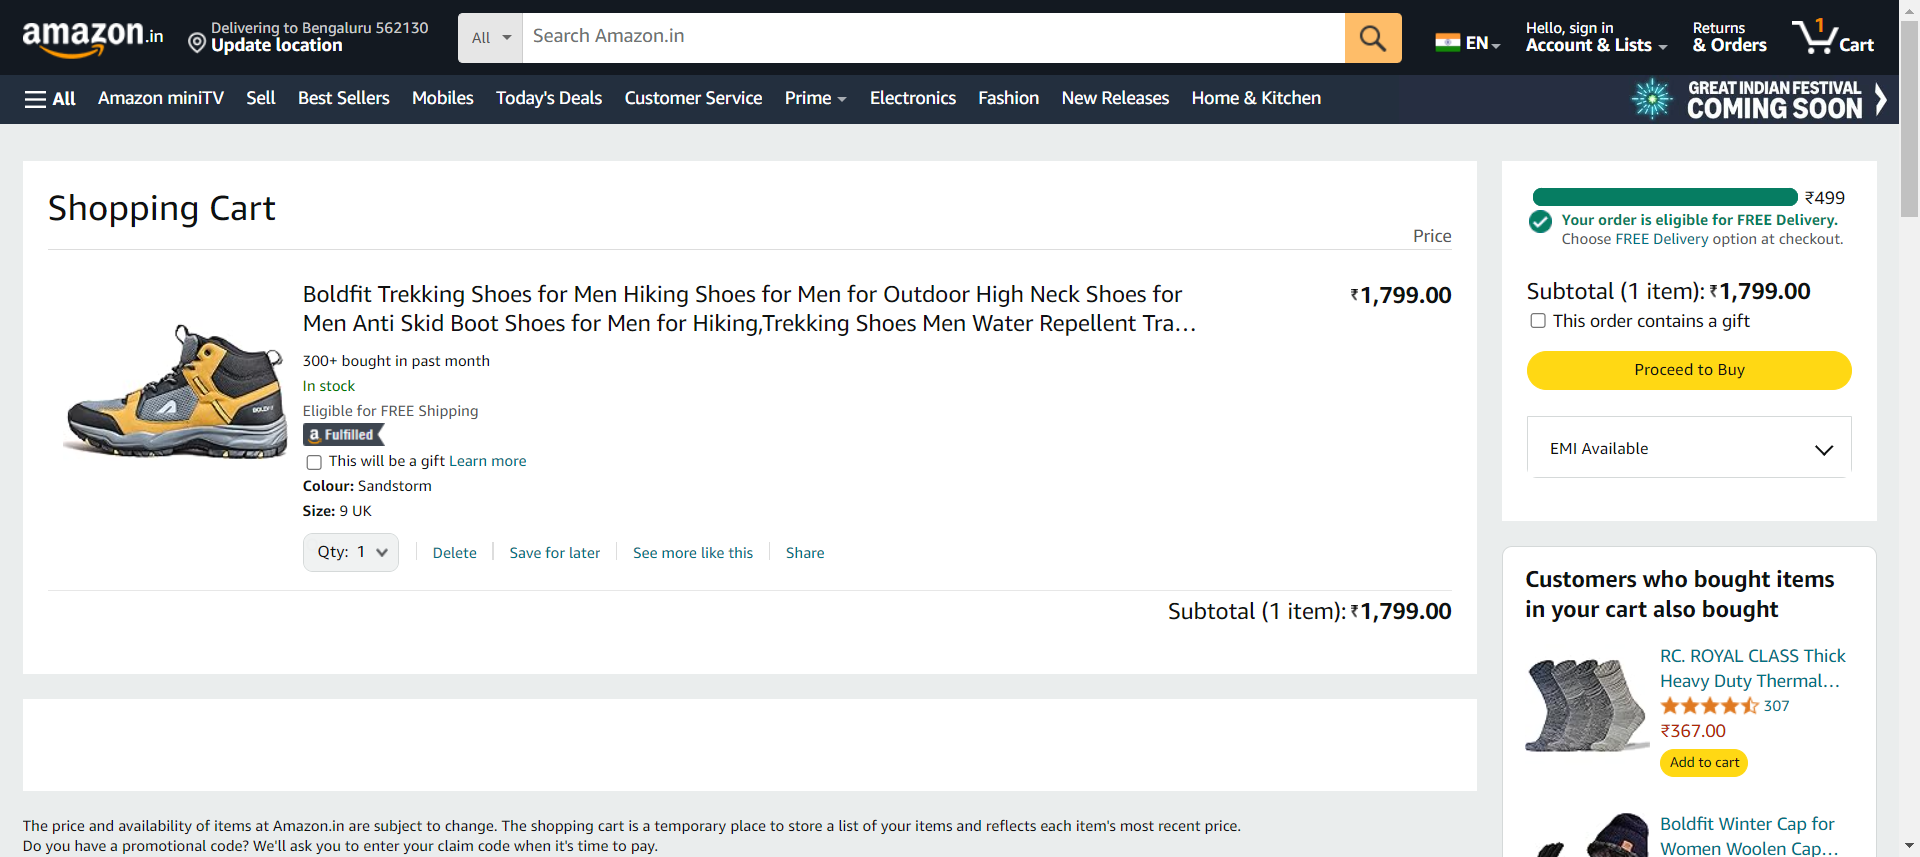 amazon.in
Delivering to Bengaluru 562130
Update location
All
Search Amazon.in
EN
Hello, sign in
Account & Lists
Returns
& Orders
1
Cart
All
Amazon miniTV
Sell
Best Sellers
Mobiles
Today's Deals
Customer Service
Prime
Electronics
Fashion
New Releases
Home & Kitchen
GREAT INDIAN FESTIVAL
COMING SOON
Shopping Cart
Price
Boldfit Trekking Shoes for Men Hiking Shoes for Men for Outdoor High Neck Shoes for
Men Anti Skid Boot Shoes for Men for Hiking,Trekking Shoes Men Water Repellent Tra…
₹1,799.00
300+ bought in past month
In stock
Eligible for FREE Shipping
a Fulfilled
This will be a gift Learn more
Colour: Sandstorm
Size: 9 UK
Qty: 1
Delete
Save for later
See more like this
Share
BOLDFIT
Subtotal (1 item): ₹1,799.00
The price and availability of items at Amazon.in are subject to change. The shopping cart is a temporary place to store a list of your items and reflects each item's most recent price.
Do you have a promotional code? We'll ask you to enter your claim code when it's time to pay.
₹499
Your order is eligible for FREE Delivery.
Choose FREE Delivery option at checkout.
Subtotal (1 item): ₹1,799.00
This order contains a gift
Proceed to Buy
EMI Available
Customers who bought items
in your cart also bought
RC. ROYAL CLASS Thick
Heavy Duty Thermal…
307
₹367.00
Add to cart
Boldfit Winter Cap for
Women Woolen Cap…